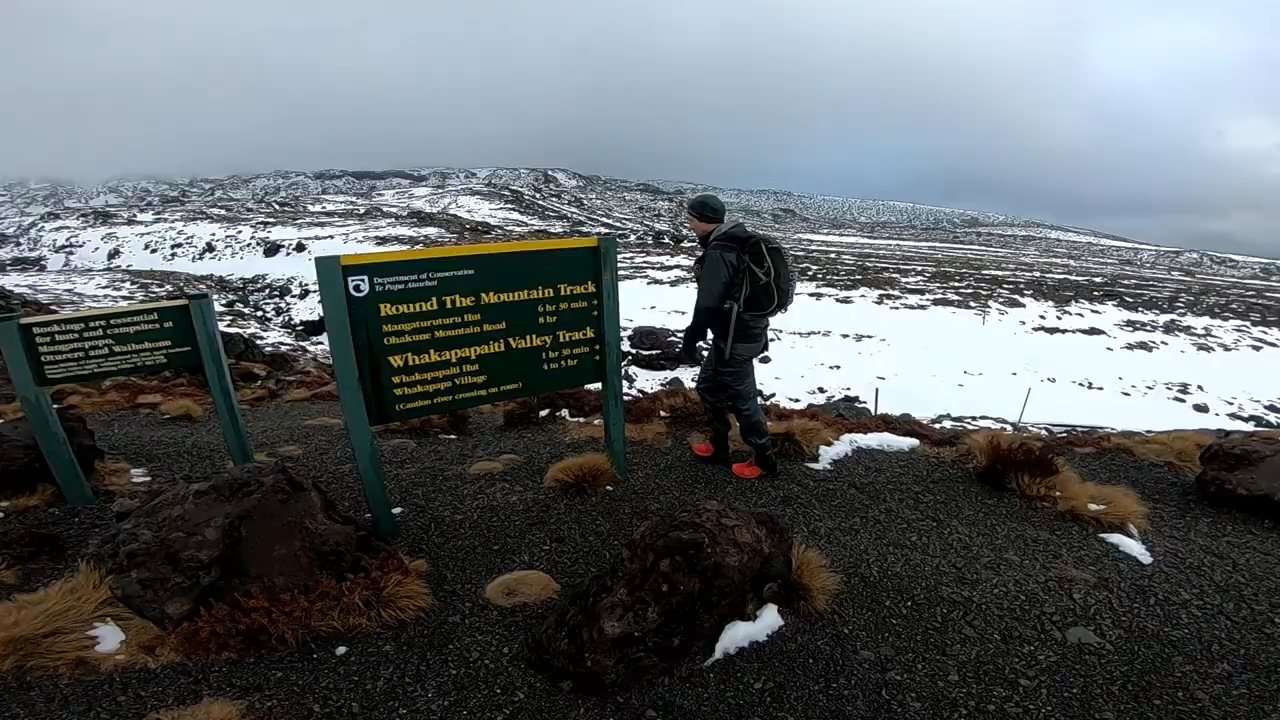 Bookings are essential
for huts and campsites at
Mangatepopo,
Oturere and Waihohonu
Department of Conservation
Te Papa Atawhai
Round The Mountain Track
Mangaturuturu Hut 6 hr 30 min →
Ohakune Mountain Road 8 hr →
Whakapapaiti Valley Track
Whakapapaiti Hut 1 hr 30 min →
Whakapapa Village 4 to 5 hr →
(Caution river crossing on route)